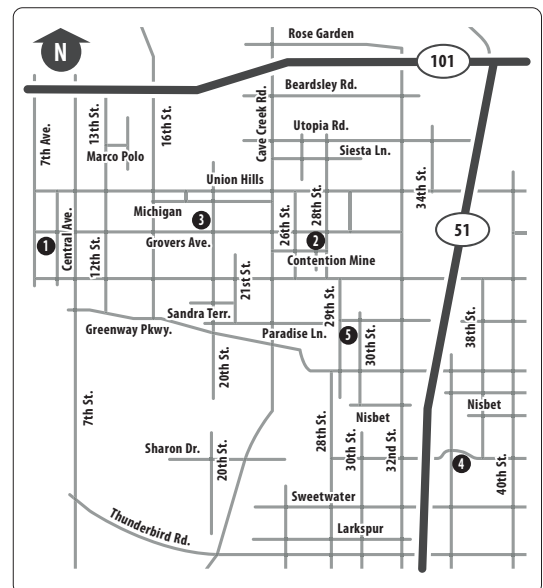 Rose Garden
N
101
Beardsley Rd.
7th Ave.
13th St.
16th St.
Cave Creek Rd.
Utopia Rd.
Marco Polo
Siesta Ln.
Union Hills
34th St.
Michigan
3
26th St.
28th St.
51
1
Central Ave.
12th St.
Grovers Ave.
2
Contention Mine
21st St.
Sandra Terr.
29th St.
38th St.
Greenway Pkwy.
Paradise Ln.
5
30th St.
20th St.
7th St.
Nisbet
Nisbet
28th St.
Sharon Dr.
20th St.
30th St.
32nd St.
4
40th St.
Sweetwater
Thunderbird Rd.
Larkspur